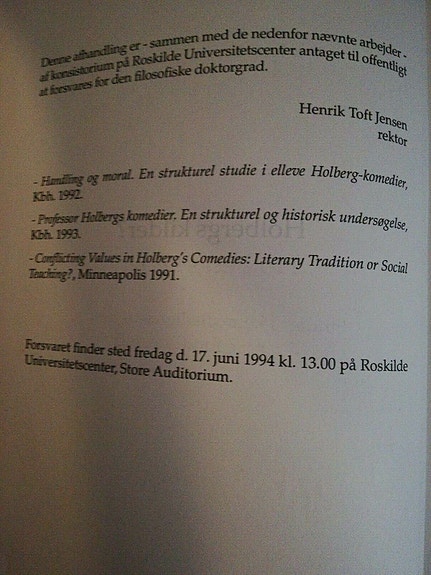 Denne afhandling er - sammen med de nedenfor nævnte arbejder -
af konsistorium på Roskilde Universitetscenter antaget til offentligt
at forsvares for den filosofiske doktorgrad.
Henrik Toft Jensen
rektor
- Handling og moral. En strukturel studie i elleve Holberg-komedier,
Kbh. 1992.
- Professor Holbergs komedier. En strukturel og historisk undersøgelse,
Kbh. 1993.
- Conflicting Values in Holberg's Comedies: Literary Tradition or Social
Teaching?, Minneapolis 1991.
Forsvaret finder sted fredag d. 17. juni 1994 kl. 13.00 på Roskilde
Universitetscenter, Store Auditorium.